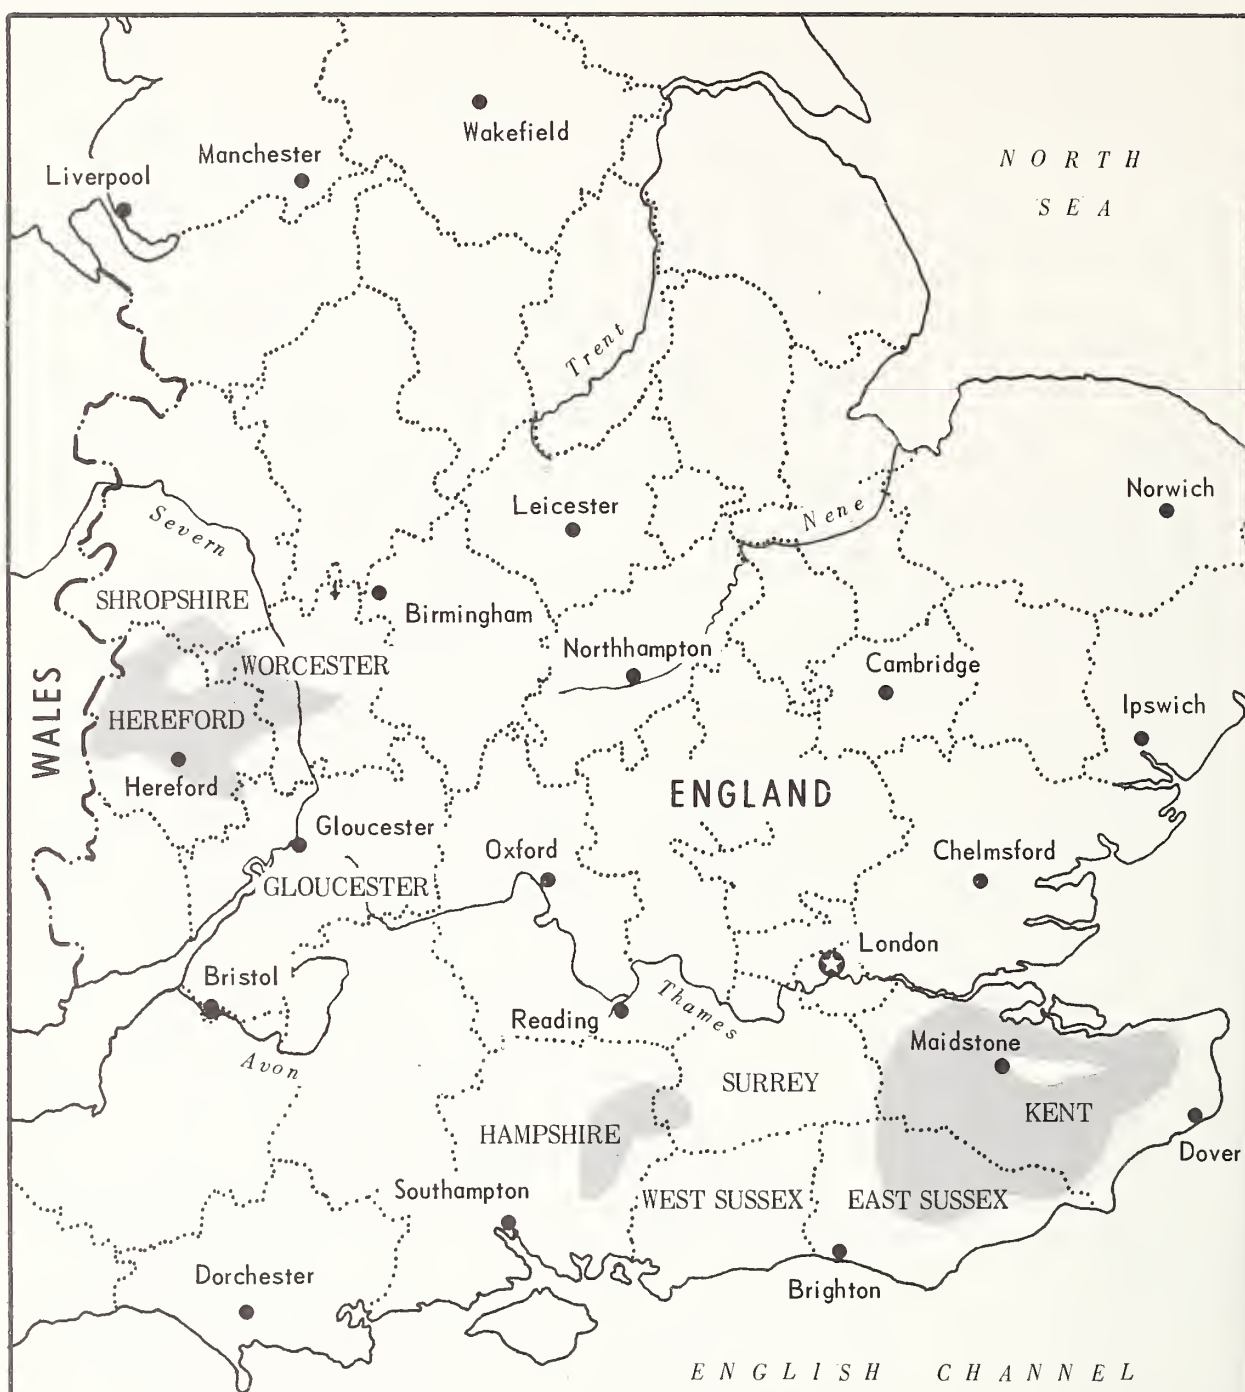 Wakefield
Manchester
Liverpool
NORTH
SEA
Trent
Severn
Leicester
Nene
Norwich
SHROPSHIRE
Birmingham
WORCESTER
Northhampton
Cambridge
WALES
HEREFORD
Hereford
Ipswich
ENGLAND
Gloucester
GLOUCESTER
Oxford
Chelmsford
London
Bristol
Avon
Reading
Thames
Maidstone
SURREY
KENT
HAMPSHIRE
Dover
Southampton
WEST SUSSEX
EAST SUSSEX
Dorchester
Brighton
ENGLISH CHANNEL